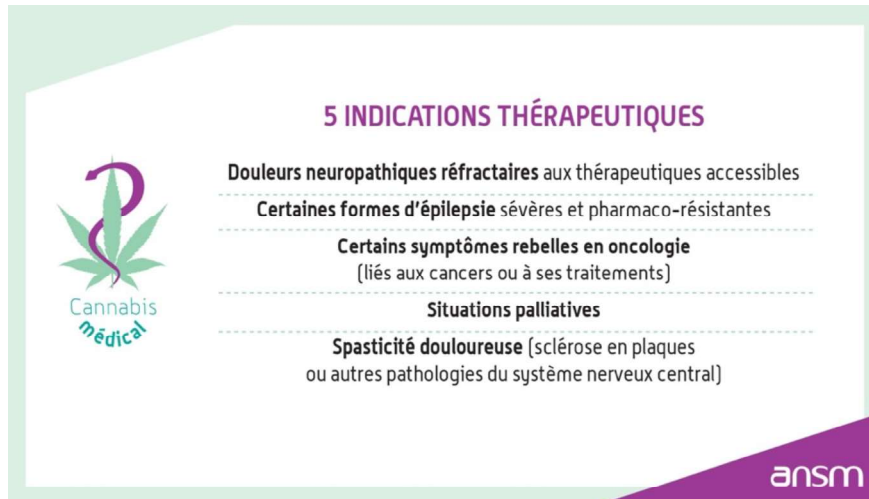 5 INDICATIONS THÉRAPEUTIQUES
Douleurs neuropathiques réfractaires aux thérapeutiques accessibles
Certaines formes d'épilepsie sévères et pharmaco-résistantes
Certains symptômes rebelles en oncologie
(liés aux cancers ou à ses traitements)
Situations palliatives
Spasticité douloureuse (sclérose en plaques
ou autres pathologies du système nerveux central)
Cannabis
médical
ansm